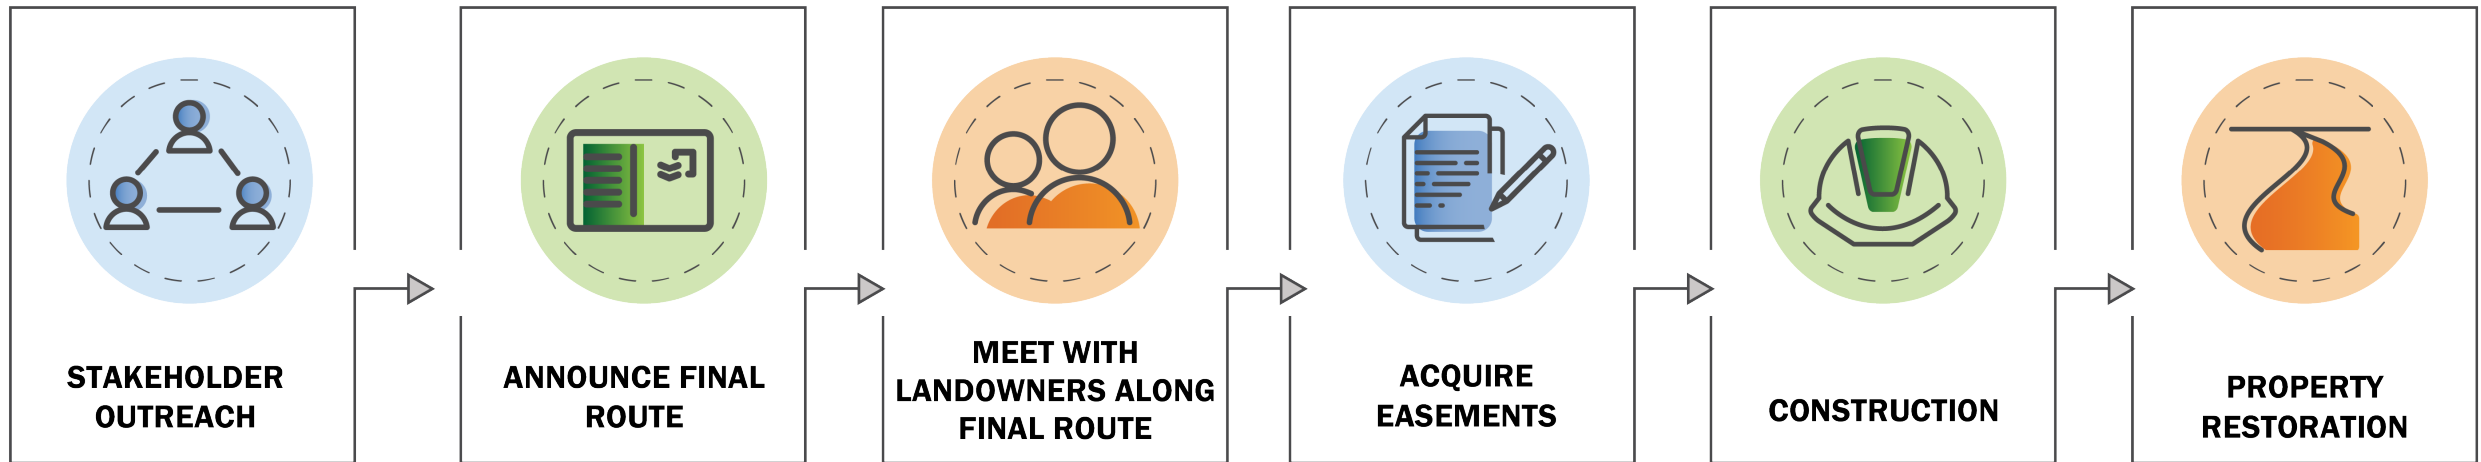 STAKEHOLDER
OUTREACH
ANNOUNCE FINAL
ROUTE
MEET WITH
LANDOWNERS ALONG
FINAL ROUTE
ACQUIRE
EASEMENTS
CONSTRUCTION
PROPERTY
RESTORATION